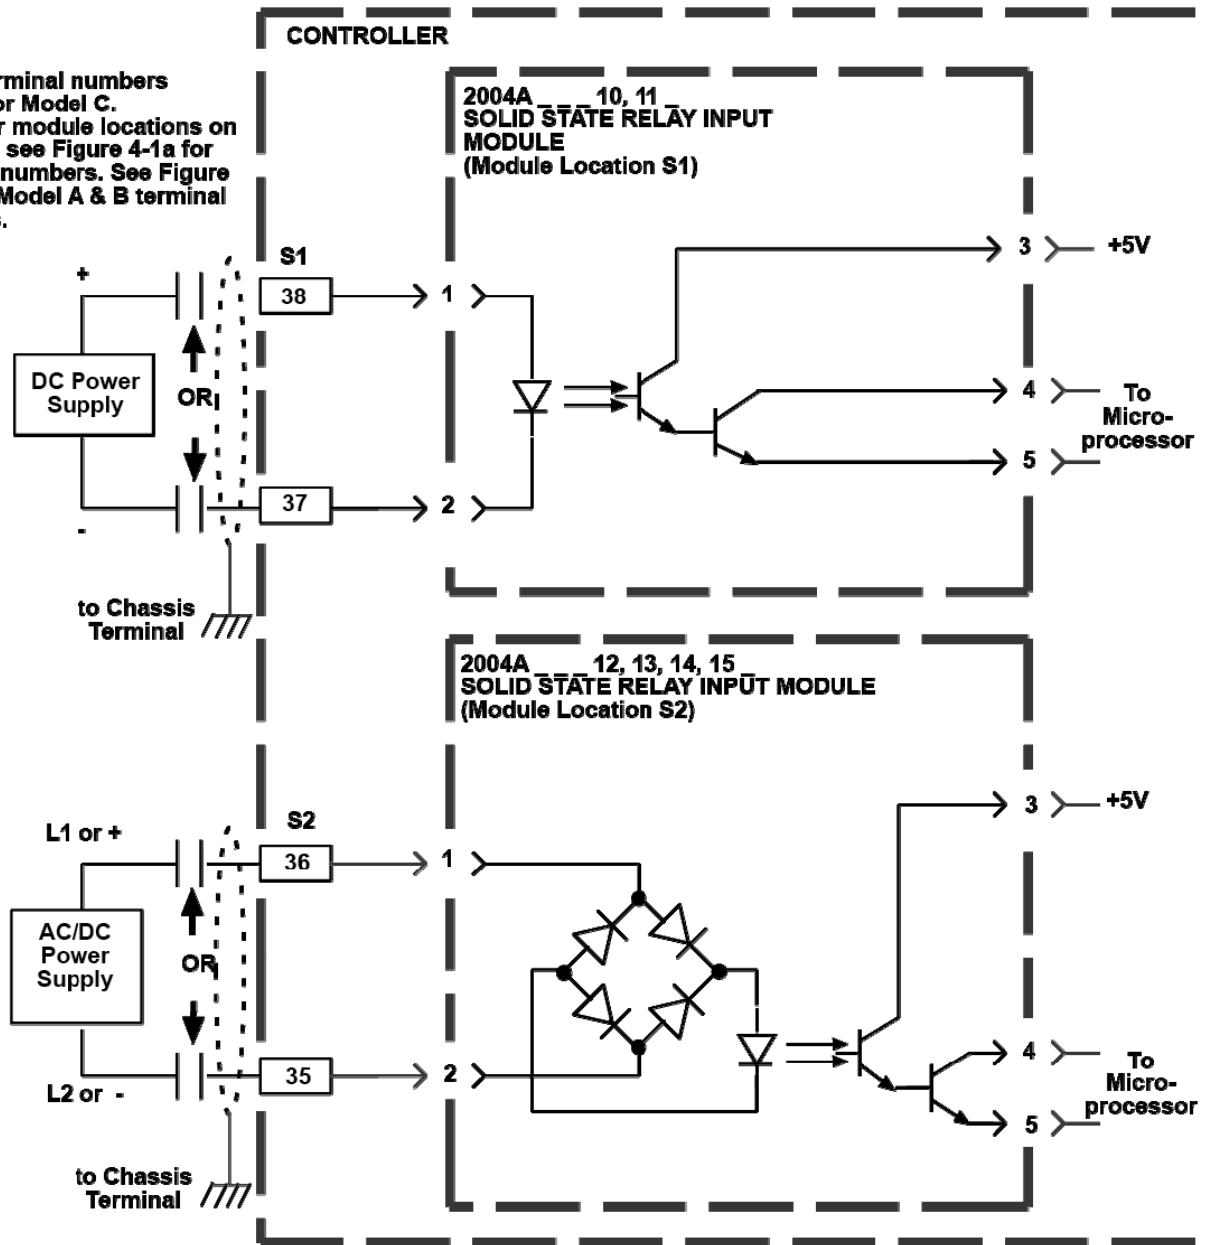 CONTROLLER
terminal numbers
or Model C.
module locations on
see Figure 4-1a for
numbers. See Figure
Model A & B terminal
2004A _ _ _ 10, 11 _
SOLID STATE RELAY INPUT
MODULE
(Module Location S1)
S1
+
38
1
3
+5V
DC Power
Supply
OR
4
To
Micro-
processor
5
37
2
-
to Chassis
Terminal
2004A _ _ _ 12, 13, 14, 15 _
SOLID STATE RELAY INPUT MODULE
(Module Location S2)
S2
L1 or +
36
1
3
+5V
AC/DC
Power
Supply
OR
4
To
Micro-
processor
5
35
2
L2 or -
to Chassis
Terminal